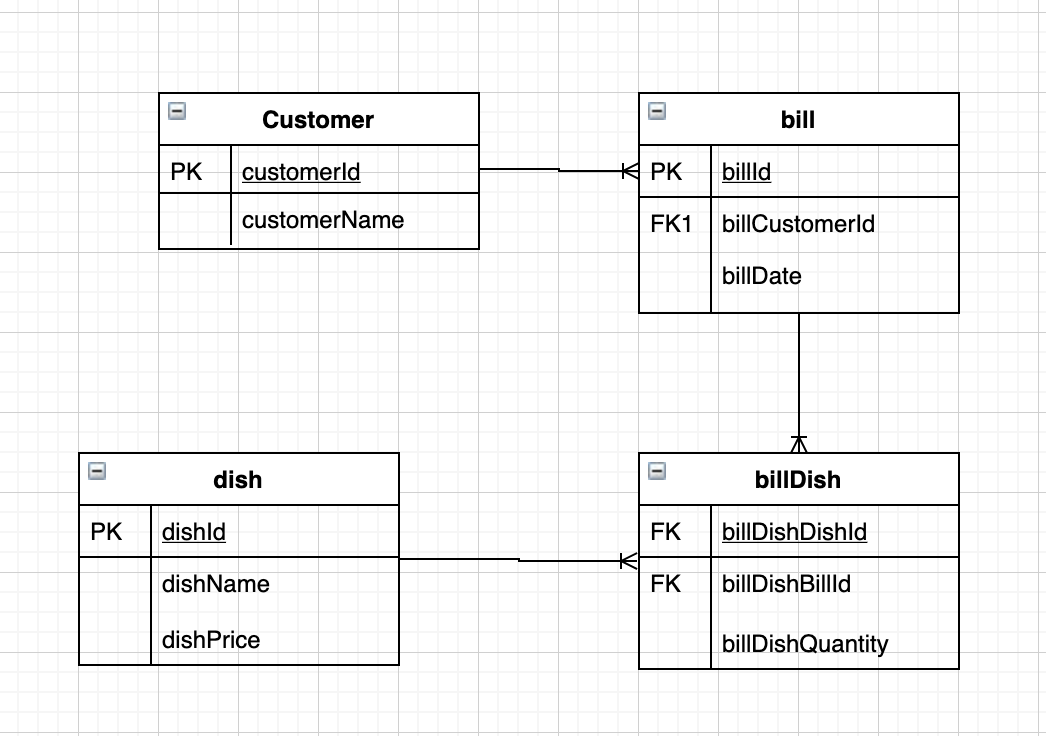 Customer
PK customerId
customerName
bill
PK billId
FK1 billCustomerId
billDate
dish
PK dishId
dishName
dishPrice
billDish
FK billDishDishId
FK billDishBillId
billDishQuantity